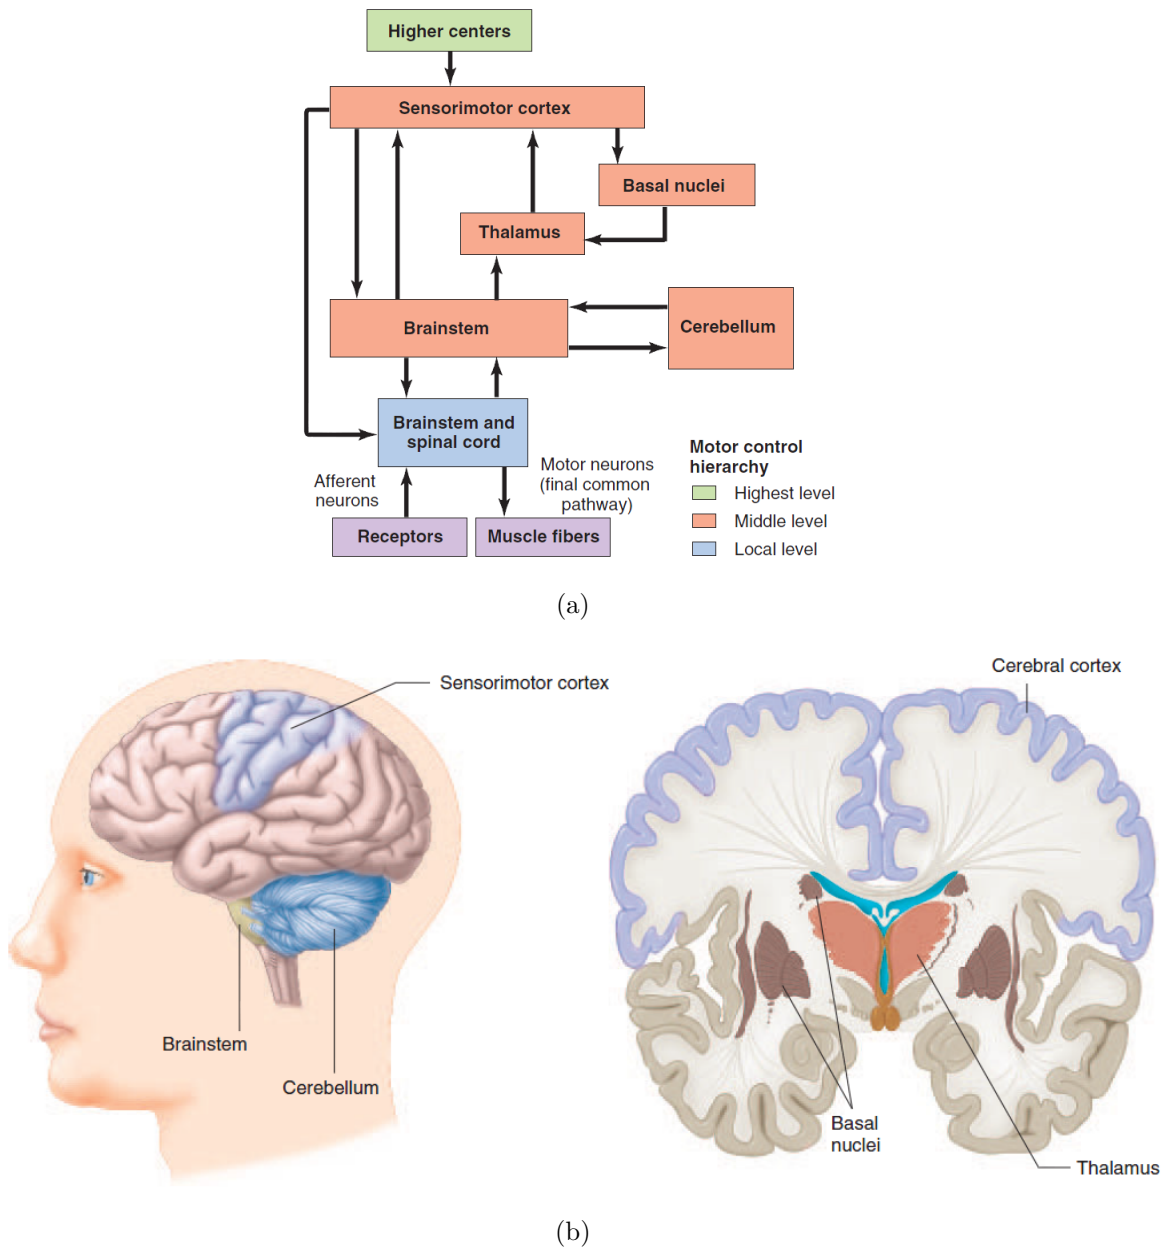 Higher centers
Sensorimotor cortex
Basal nuclei
Thalamus
Brainstem
Cerebellum
Brainstem and
spinal cord
Afferent
neurons
Motor neurons
(final common
pathway)
Receptors
Muscle fibers
Motor control
hierarchy
Highest level
Middle level
Local level
(a)
Sensorimotor cortex
Brainstem
Cerebellum
Cerebral cortex
Basal
nuclei
Thalamus
(b)